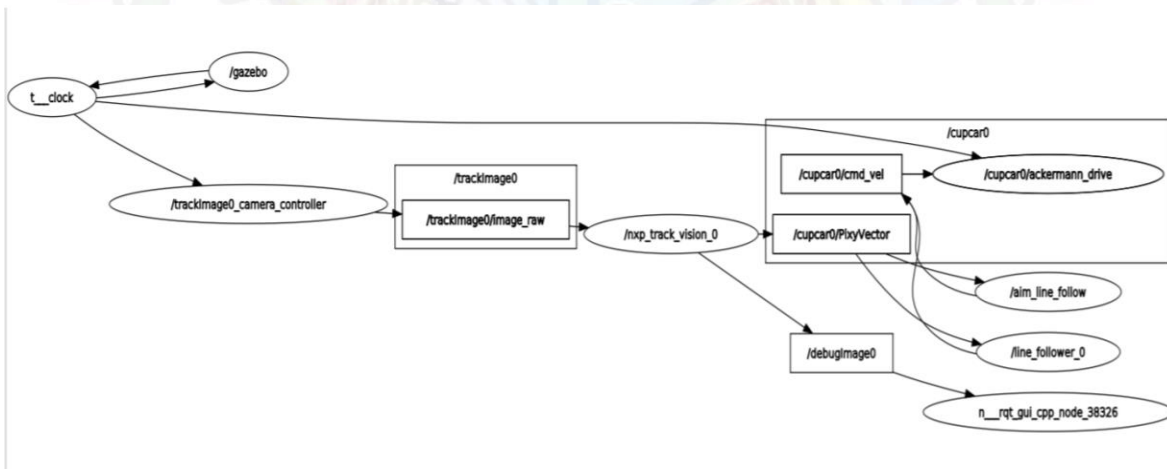 /gazebo
t__clock
/cupcar0
/cupcar0/cmd_vel
/cupcar0/ackermann_drive
/trackImage0
/trackImage0_camera_controller
/trackImage0/image_raw
/nxp_track_vision_0
/cupcar0/PixyVector
/aim_line_follow
/debugImage0
/line_follower_0
n__rqt_gui_cpp_node_38326